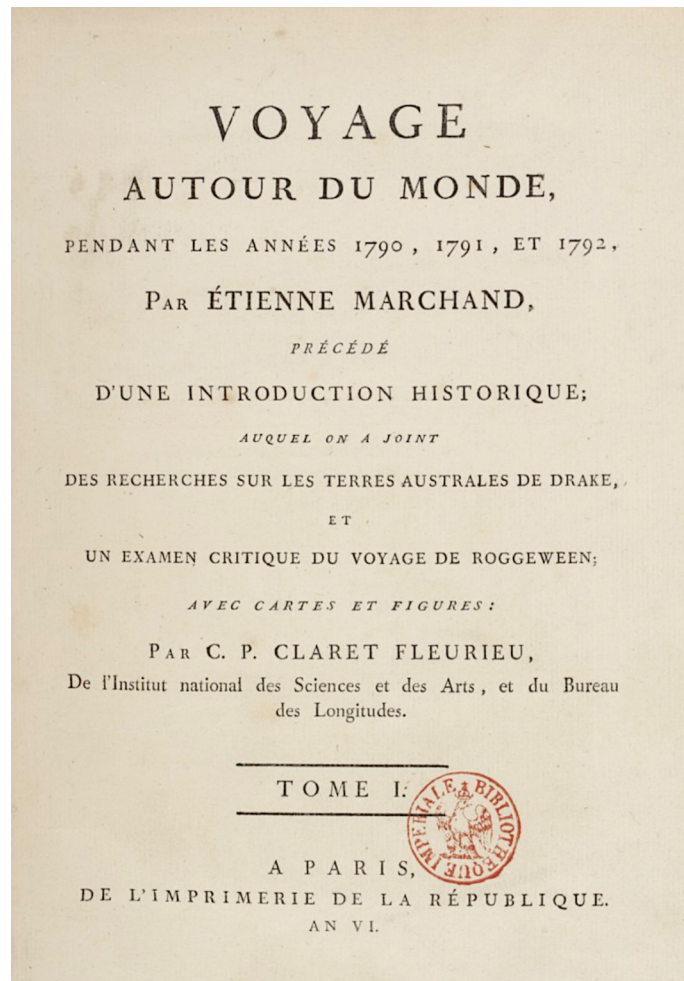 VOYAGE
AUTOUR DU MONDE,
PENDANT LES ANNÉES 1790, 1791, ET 1792,
PAR ÉTIENNE MARCHAND,
PRÉCÉDÉ
D'UNE INTRODUCTION HISTORIQUE;
AUQUEL ON A JOINT
DES RECHERCHES SUR LES TERRES AUSTRALES DE DRAKE,
ET
UN EXAMEN CRITIQUE DU VOYAGE DE ROGGEWEEN;
AVEC CARTES ET FIGURES:
PAR C. P. CLARET FLEURIEU,
De l'Institut national des Sciences et des Arts, et du Bureau
des Longitudes.
TOME I.
BIBLIOTHÈQUE IMPÉRIALE
A PARIS,
DE L'IMPRIMERIE DE LA RÉPUBLIQUE.
AN VI.